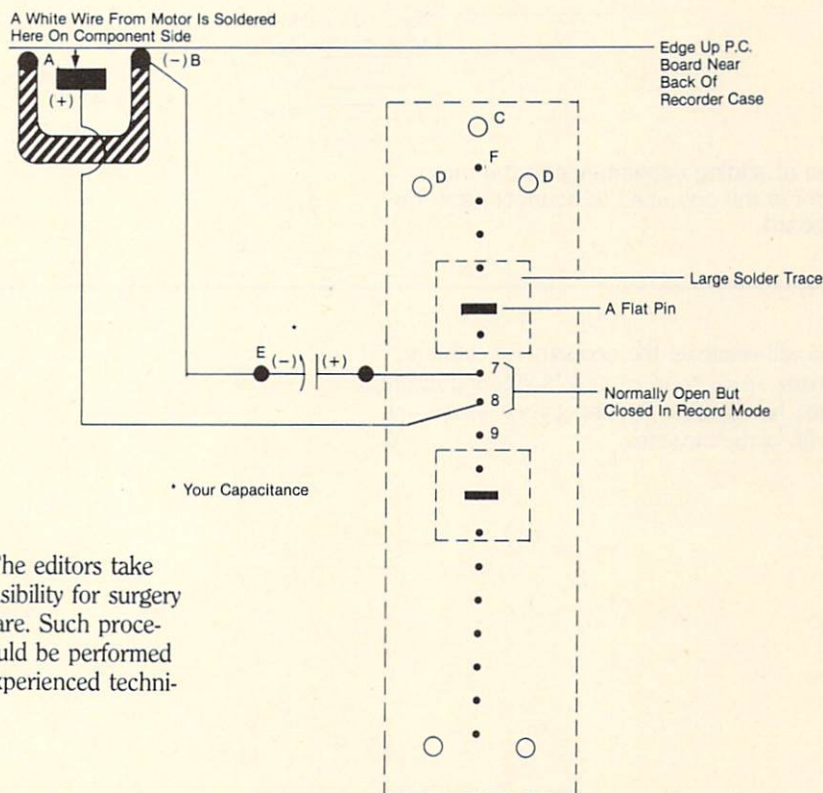 A White Wire From Motor Is Soldered
Here On Component Side
A
(-) B
(+)
Edge Up P.C.
Board Near
Back Of
Recorder Case
C
F
D
D
Large Solder Trace
A Flat Pin
E
(-)
(+)
7
8
9
Normally Open But
Closed In Record Mode
* Your Capacitance
The editors take
sibility for surgery
are. Such proce-
uld be performed
xperienced techni-